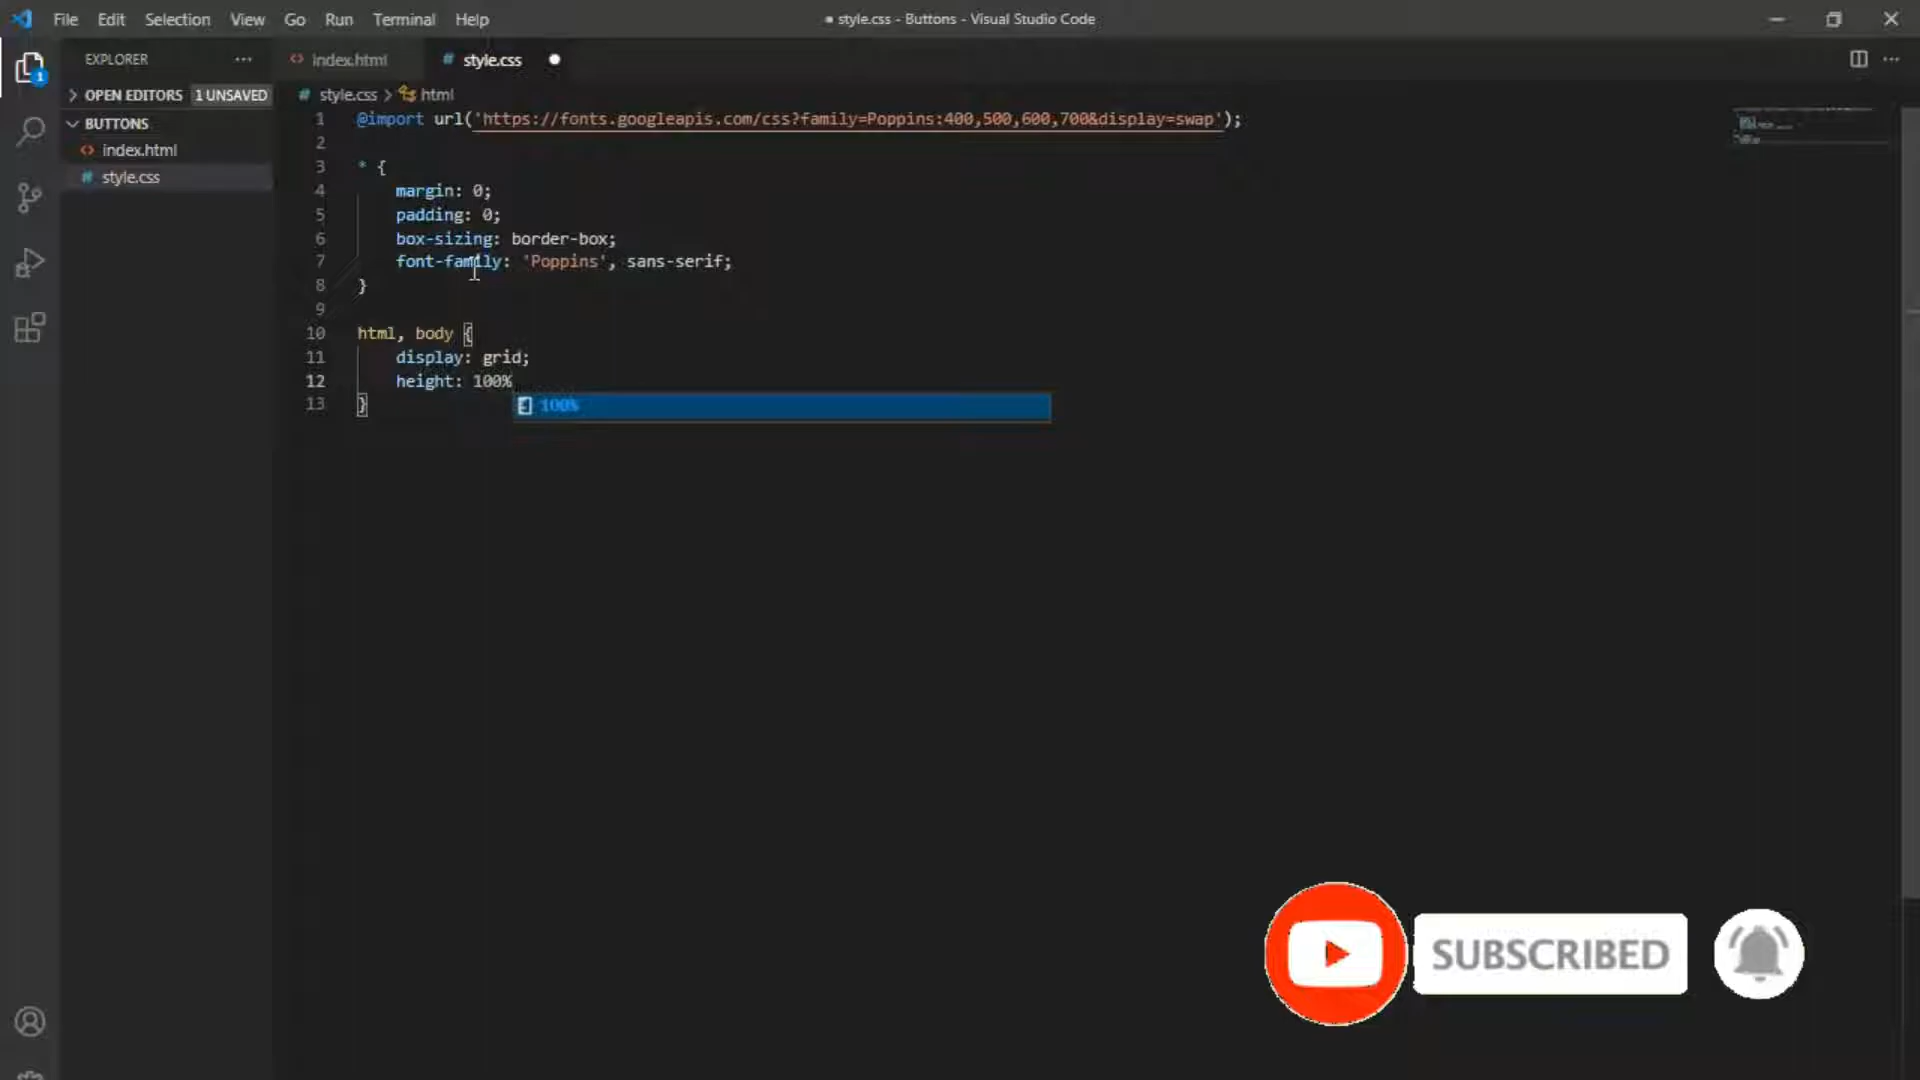 File Edit Selection View Go Run Terminal Help
● style.css - Buttons - Visual Studio Code
EXPLORER ···
index.html
# style.css ●
OPEN EDITORS 1 UNSAVED
# style.css > html
BUTTONS
index.html
# style.css
1
1 @import url('https://fonts.googleapis.com/css?family=Poppins:400,500,600,700&display=swap');
2
3 * {
4 margin: 0;
5 padding: 0;
6 box-sizing: border-box;
7 font-family: 'Poppins', sans-serif;
8 }
9
10 html, body {
11 display: grid;
12 height: 100%
13 }
100%
SUBSCRIBED